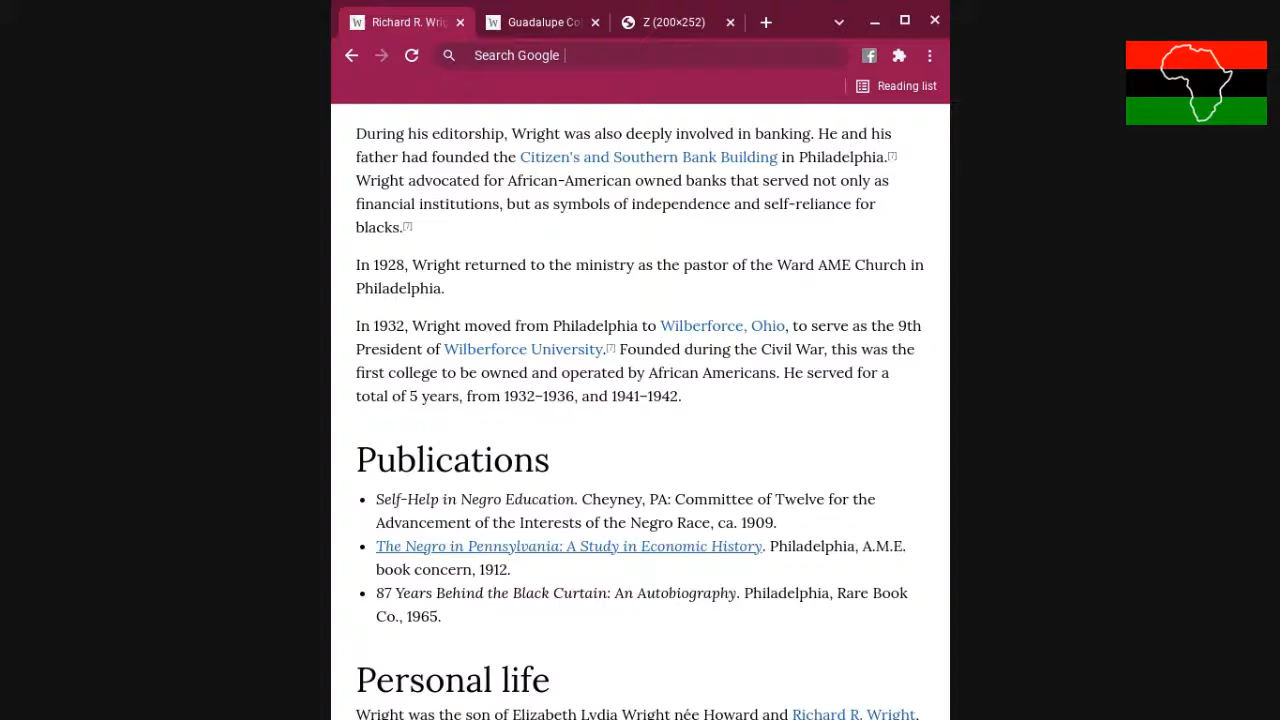 Richard R. Wrig
Guadalupe Co
Z (200×252)
Search Google
Reading list
During his editorship, Wright was also deeply involved in banking. He and his
father had founded the Citizen's and Southern Bank Building in Philadelphia.[7]
Wright advocated for African-American owned banks that served not only as
financial institutions, but as symbols of independence and self-reliance for
blacks.[7]
In 1928, Wright returned to the ministry as the pastor of the Ward AME Church in
Philadelphia.
In 1932, Wright moved from Philadelphia to Wilberforce, Ohio, to serve as the 9th
President of Wilberforce University.[7] Founded during the Civil War, this was the
first college to be owned and operated by African Americans. He served for a
total of 5 years, from 1932–1936, and 1941–1942.
Publications
• Self-Help in Negro Education. Cheyney, PA: Committee of Twelve for the
Advancement of the Interests of the Negro Race, ca. 1909.
• The Negro in Pennsylvania: A Study in Economic History. Philadelphia, A.M.E.
book concern, 1912.
• 87 Years Behind the Black Curtain: An Autobiography. Philadelphia, Rare Book
Co., 1965.
Personal life
Wright was the son of Elizabeth Lydia Wright née Howard and Richard R. Wright,